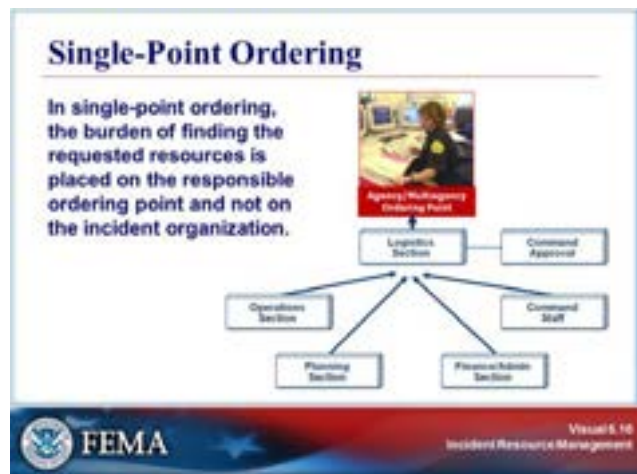 Single-Point Ordering
In single-point ordering,
the burden of finding the
requested resources is
placed on the responsible
ordering point and not on
the incident organization.
Agency/Multiagency
Ordering Point
Logistics
Section
Command
Approval
Operations
Section
Command
Staff
Planning
Section
Finance/Admin
Section
FEMA
Visual 6.16
Incident Resource Management